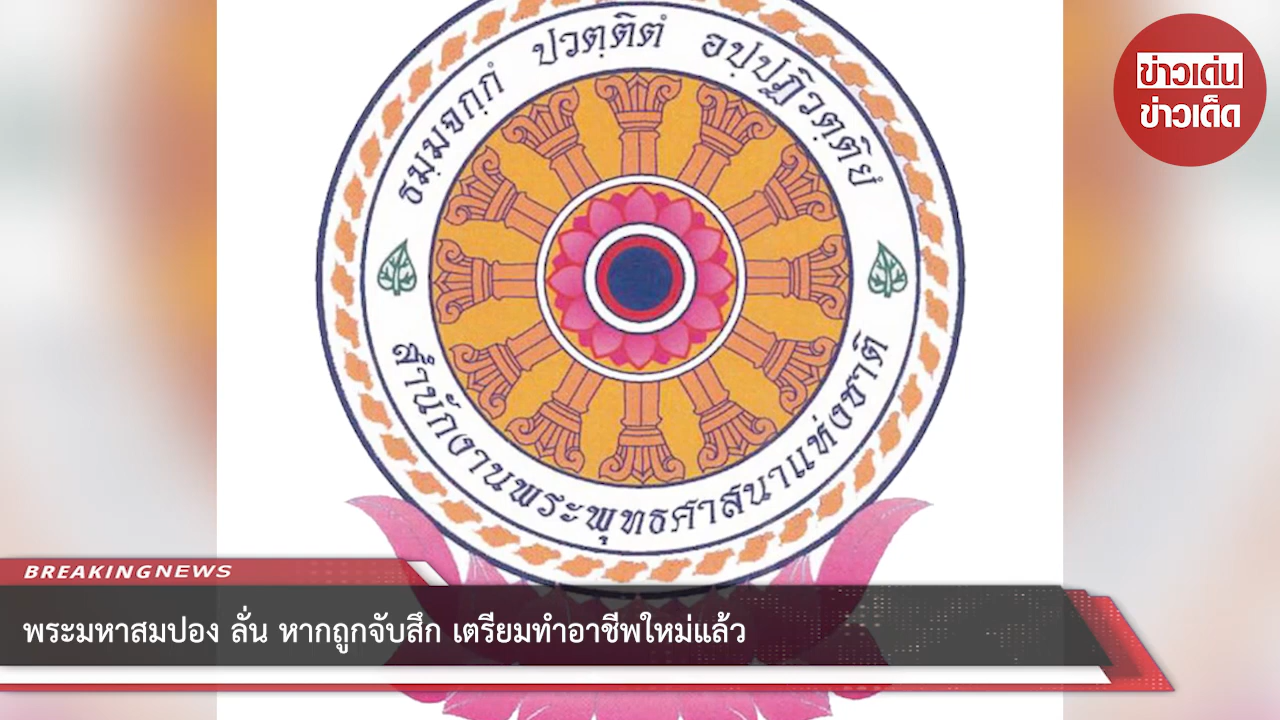 ธมฺมจกฺกํ ปวตฺติตํ อปฺปฏิวตฺติยํ
สำนักงานพระพุทธศาสนาแห่งชาติ
ข่าวเด่น
ข่าวเด็ด
BREAKING NEWS
พระมหาสมปอง ลั่น หากถูกจับสึก เตรียมทำอาชีพใหม่แล้ว